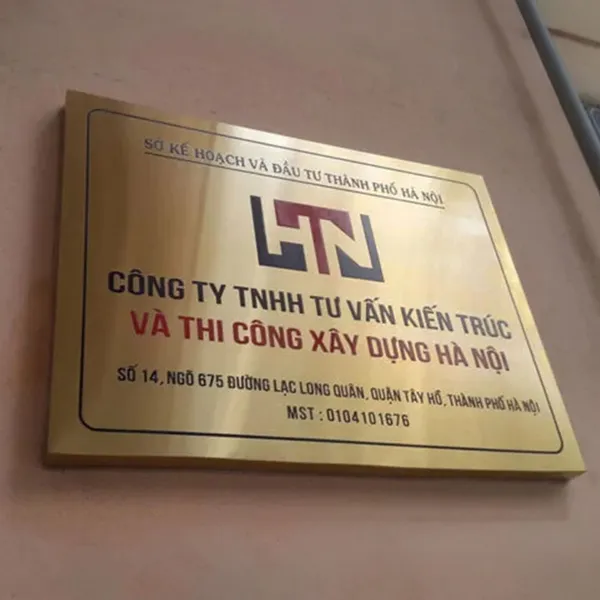 SỞ KẾ HOẠCH VÀ ĐẦU TƯ THÀNH PHỐ HÀ NỘI
HTN
CÔNG TY TNHH TƯ VẤN KIẾN TRÚC
VÀ THI CÔNG XÂY DỰNG HÀ NỘI
SỐ 14, NGÕ 675 ĐƯỜNG LẠC LONG QUÂN, QUẬN TÂY HỒ, THÀNH PHỐ HÀ NỘI
MST : 0104101676